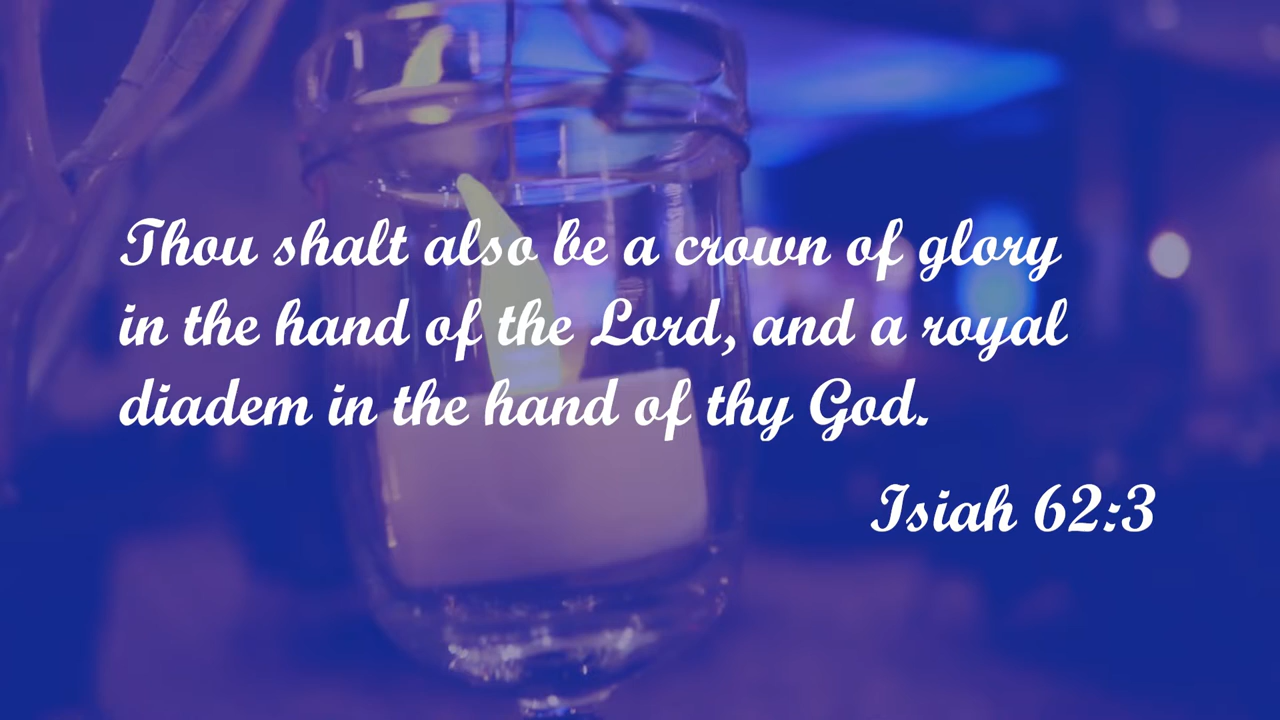 Thou shalt also be a crown of glory
in the hand of the Lord, and a royal
diadem in the hand of thy God.
Isiah 62:3